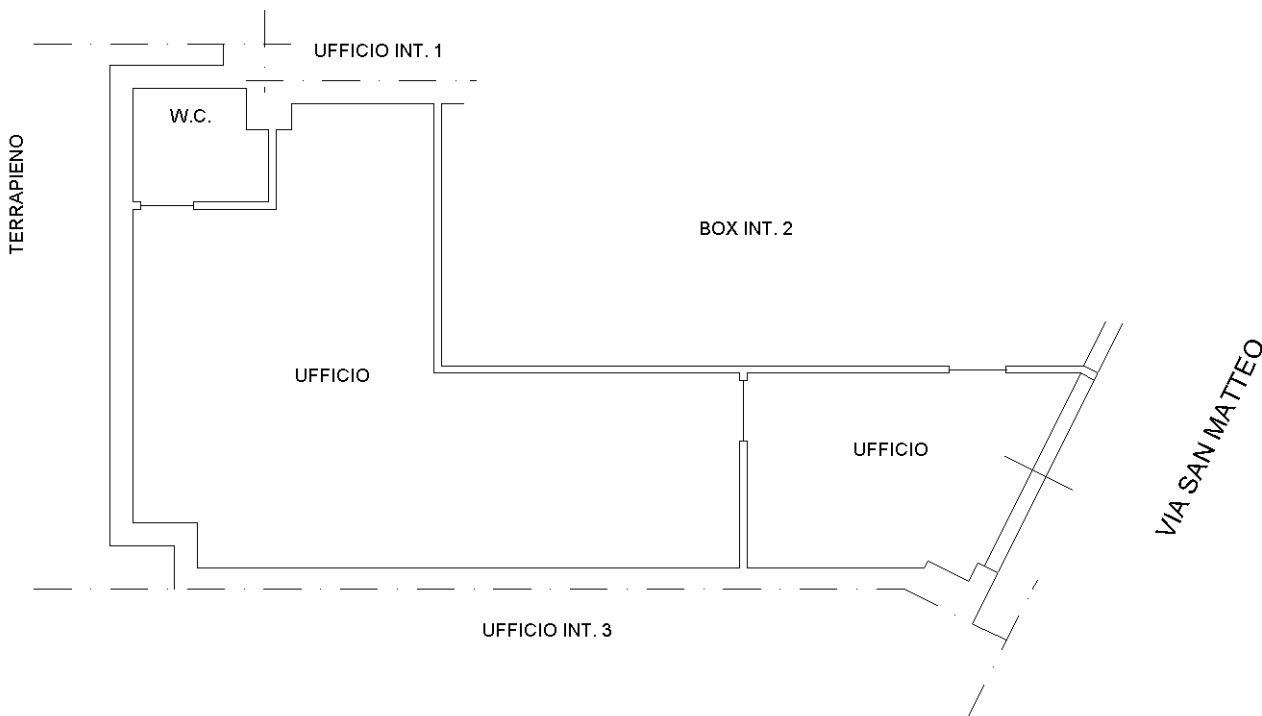 UFFICIO INT. 1
W.C.
TERRAPIENO
BOX INT. 2
UFFICIO
UFFICIO
VIA SAN MATTEO
UFFICIO INT. 3